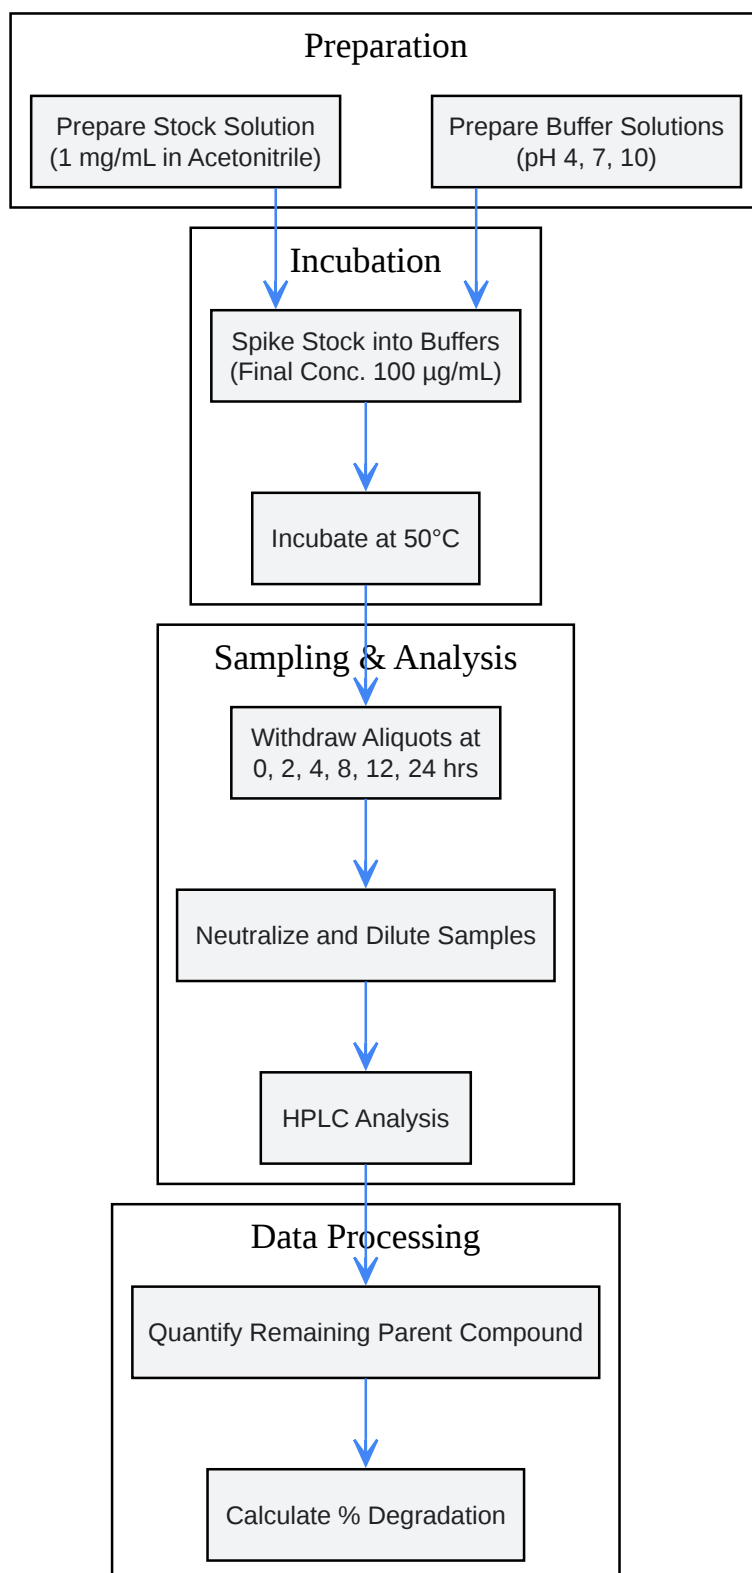 Preparation
Prepare Stock Solution
(1 mg/mL in Acetonitrile)
Prepare Buffer Solutions
(pH 4, 7, 10)
Incubation
Spike Stock into Buffers
(Final Conc. 100 µg/mL)
Incubate at 50°C
Sampling & Analysis
Withdraw Aliquots at
0, 2, 4, 8, 12, 24 hrs
Neutralize and Dilute Samples
HPLC Analysis
Data Processing
Quantify Remaining Parent Compound
Calculate % Degradation